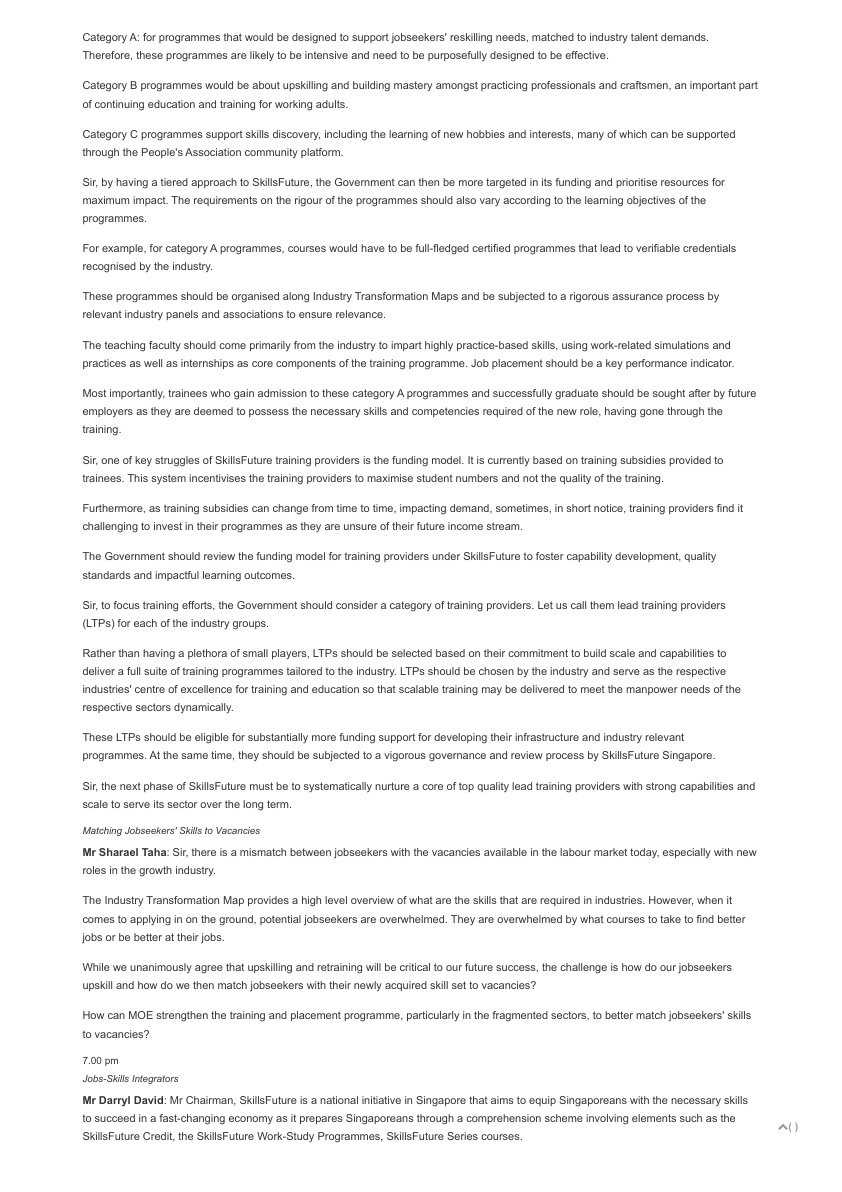 Category A: for programmes that would be designed to support jobseekers' reskilling needs, matched to industry talent demands.
Therefore, these programmes are likely to be intensive and need to be purposefully designed to be effective.
Category B programmes would be about upskilling and building mastery amongst practicing professionals and craftsmen, an important part
of continuing education and training for working adults.
Category C programmes support skills discovery, including the learning of new hobbies and interests, many of which can be supported
through the People's Association community platform.
Sir, by having a tiered approach to SkillsFuture, the Government can then be more targeted in its funding and prioritise resources for
maximum impact. The requirements on the rigour of the programmes should also vary according to the learning objectives of the
programmes.
For example, for category A programmes, courses would have to be full-fledged certified programmes that lead to verifiable credentials
recognised by the industry.
These programmes should be organised along Industry Transformation Maps and be subjected to a rigorous assurance process by
relevant industry panels and associations to ensure relevance.
The teaching faculty should come primarily from the industry to impart highly practice-based skills, using work-related simulations and
practices as well as internships as core components of the training programme. Job placement should be a key performance indicator.
Most importantly, trainees who gain admission to these category A programmes and successfully graduate should be sought after by future
employers as they are deemed to possess the necessary skills and competencies required of the new role, having gone through the
training.
Sir, one of key struggles of SkillsFuture training providers is the funding model. It is currently based on training subsidies provided to
trainees. This system incentivises the training providers to maximise student numbers and not the quality of the training.
Furthermore, as training subsidies can change from time to time, impacting demand, sometimes, in short notice, training providers find it
challenging to invest in their programmes as they are unsure of their future income stream.
The Government should review the funding model for training providers under SkillsFuture to foster capability development, quality
standards and impactful learning outcomes.
Sir, to focus training efforts, the Government should consider a category of training providers. Let us call them lead training providers
(LTPs) for each of the industry groups.
Rather than having a plethora of small players, LTPs should be selected based on their commitment to build scale and capabilities to
deliver a full suite of training programmes tailored to the industry. LTPs should be chosen by the industry and serve as the respective
industries' centre of excellence for training and education so that scalable training may be delivered to meet the manpower needs of the
respective sectors dynamically.
These LTPs should be eligible for substantially more funding support for developing their infrastructure and industry relevant
programmes. At the same time, they should be subjected to a vigorous governance and review process by SkillsFuture Singapore.
Sir, the next phase of SkillsFuture must be to systematically nurture a core of top quality lead training providers with strong capabilities and
scale to serve its sector over the long term.
Matching Jobseekers' Skills to Vacancies
Mr Sharael Taha: Sir, there is a mismatch between jobseekers with the vacancies available in the labour market today, especially with new
roles in the growth industry.
The Industry Transformation Map provides a high level overview of what are the skills that are required in industries. However, when it
comes to applying in on the ground, potential jobseekers are overwhelmed. They are overwhelmed by what courses to take to find better
jobs or be better at their jobs.
While we unanimously agree that upskilling and retraining will be critical to our future success, the challenge is how do our jobseekers
upskill and how do we then match jobseekers with their newly acquired skill set to vacancies?
How can MOE strengthen the training and placement programme, particularly in the fragmented sectors, to better match jobseekers' skills
to vacancies?
7.00 pm
Jobs-Skills Integrators
Mr Darryl David: Mr Chairman, SkillsFuture is a national initiative in Singapore that aims to equip Singaporeans with the necessary skills
to succeed in a fast-changing economy as it prepares Singaporeans through a comprehension scheme involving elements such as the
SkillsFuture Credit, the SkillsFuture Work-Study Programmes, SkillsFuture Series courses.
( )